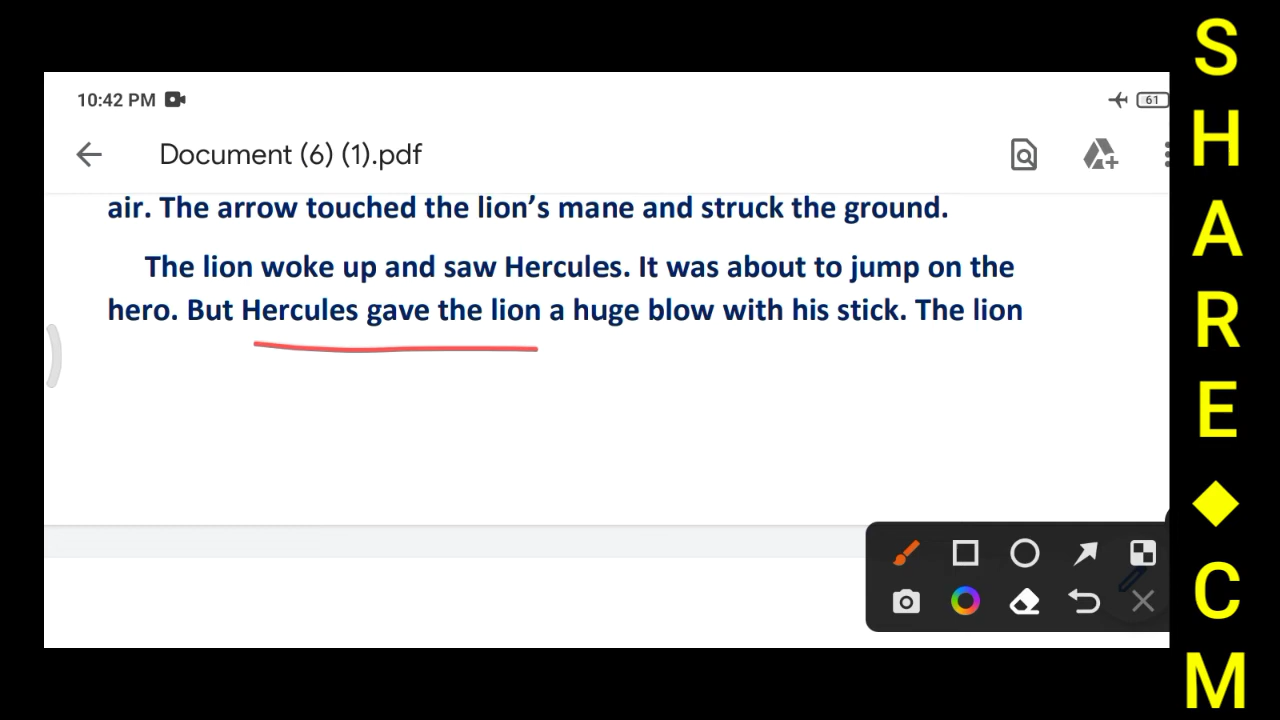 10:42 PM
61
Document (6) (1).pdf
air. The arrow touched the lion’s mane and struck the ground.
The lion woke up and saw Hercules. It was about to jump on the
hero. But Hercules gave the lion a huge blow with his stick. The lion
SHARE◆CM